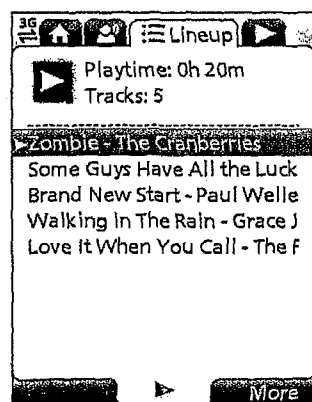 3G
Lineup
Playtime: 0h 20m
Tracks: 5
Zombie - The Cranberries
Some Guys Have All the Luck
Brand New Start - Paul Welle
Walking In The Rain - Grace J
Love It When You Call - The F
More